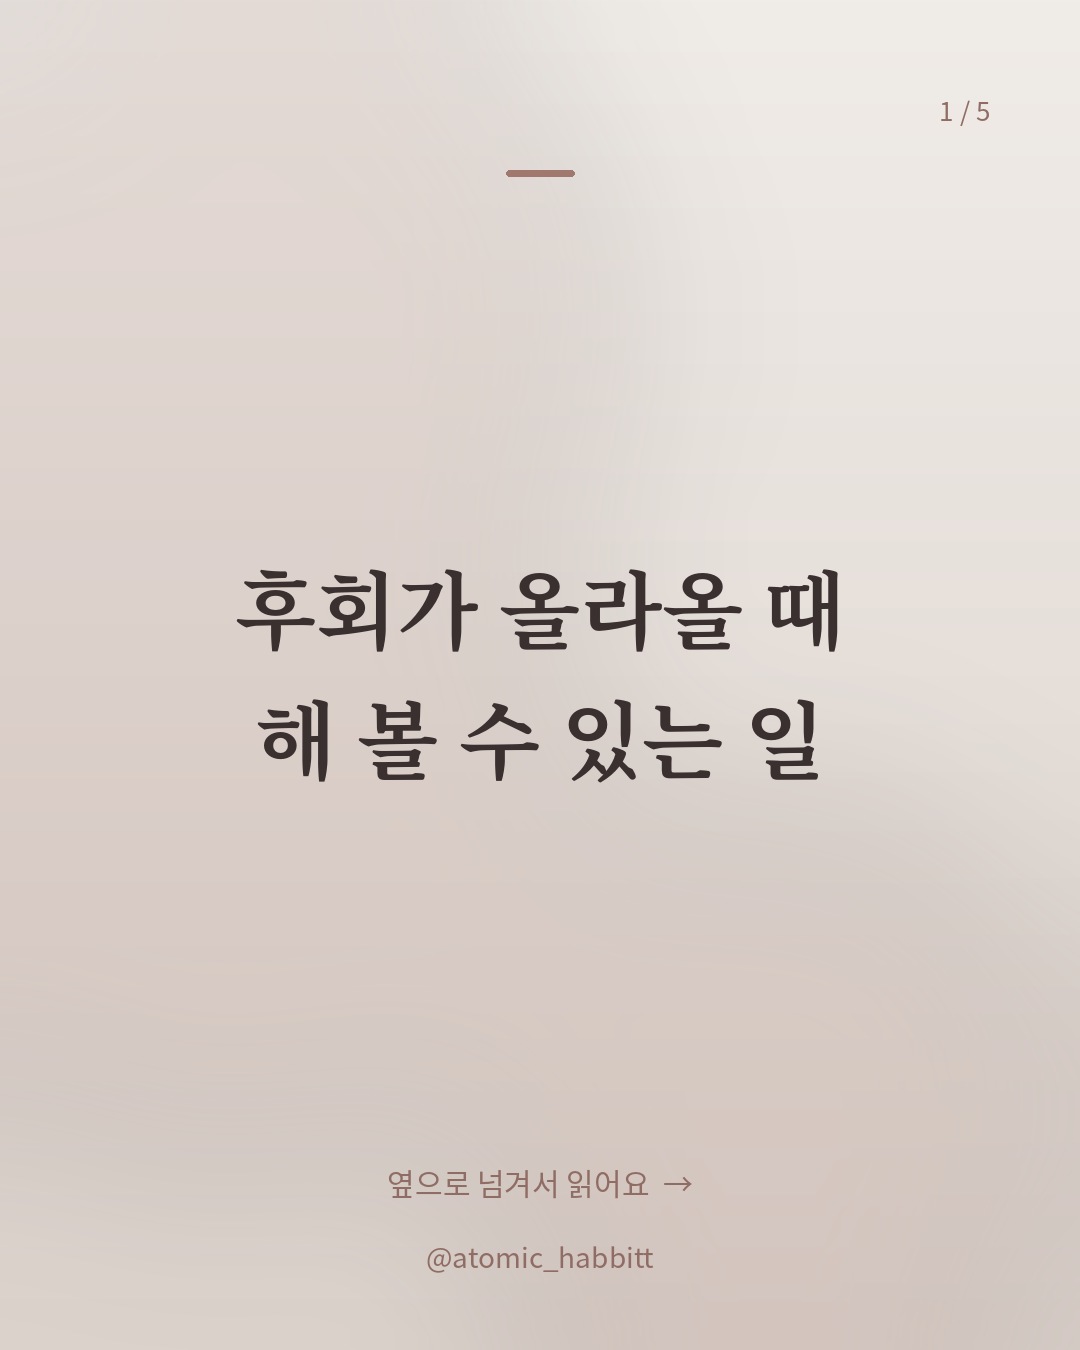 1 / 5
후회가 올라올 때
해 볼 수 있는 일
옆으로 넘겨서 읽어요 →
@atomic_habbitt